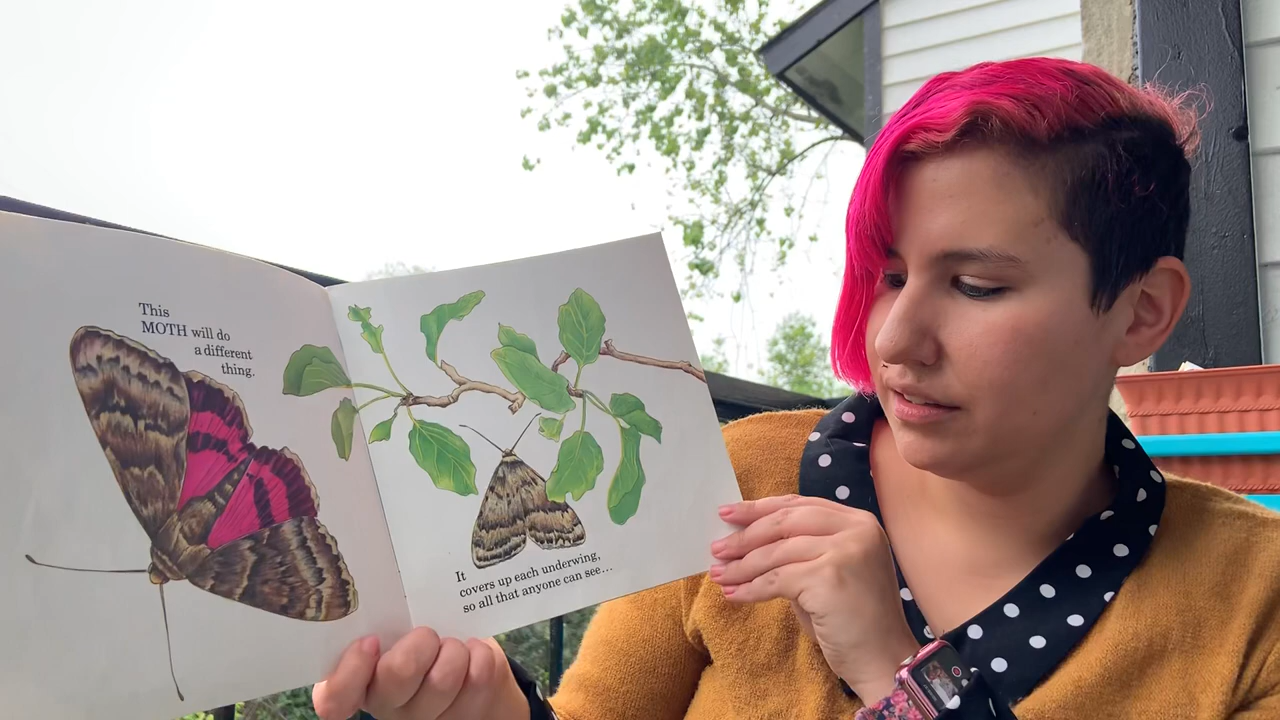 This
MOTH will do
a different
thing.
It
covers up each underwing,
so all that anyone can see...